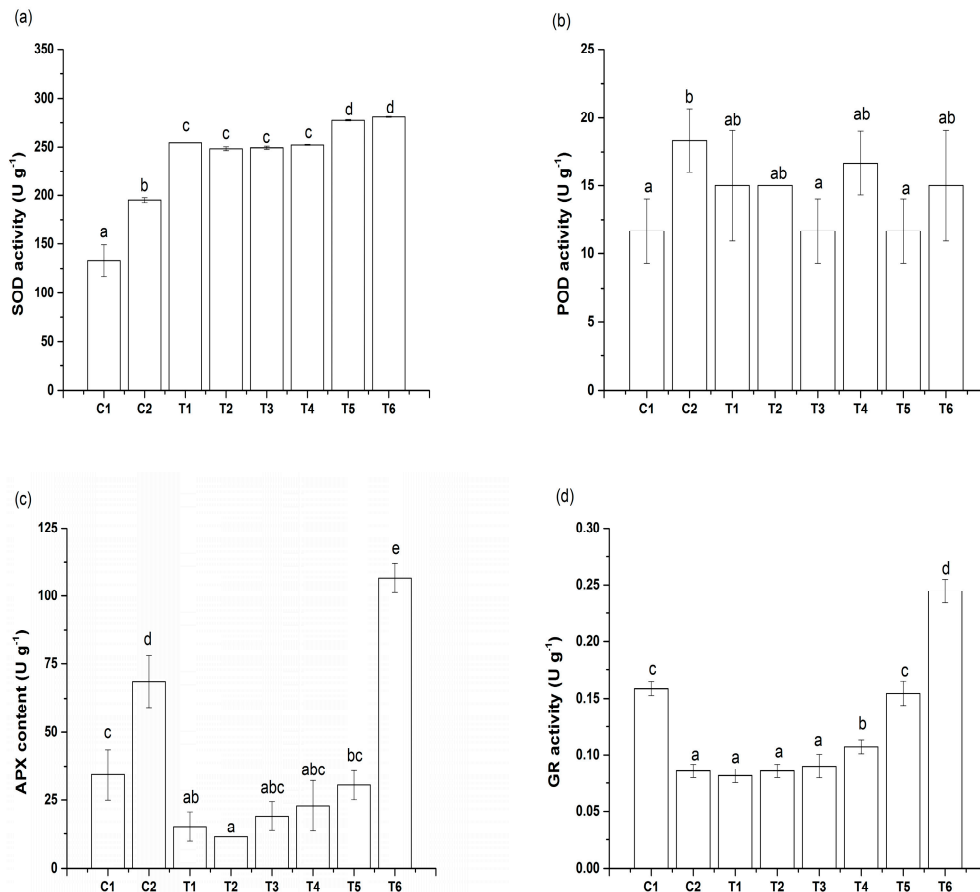 (a)
SOD activity (U g⁻¹)
350
300
250
200
150
100
50
0
a
b
c
c
c
c
d
d
C1 C2 T1 T2 T3 T4 T5 T6
(b)
POD activity (U g⁻¹)
25
20
15
10
5
0
a
b
ab
ab
a
ab
a
ab
C1 C2 T1 T2 T3 T4 T5 T6
(c)
APX content (U g⁻¹)
125
100
75
50
25
0
c
d
ab
a
abc
abc
bc
e
C1 C2 T1 T2 T3 T4 T5 T6
(d)
GR activity (U g⁻¹)
0.30
0.25
0.20
0.15
0.10
0.05
0.00
c
a
a
a
a
b
c
d
C1 C2 T1 T2 T3 T4 T5 T6